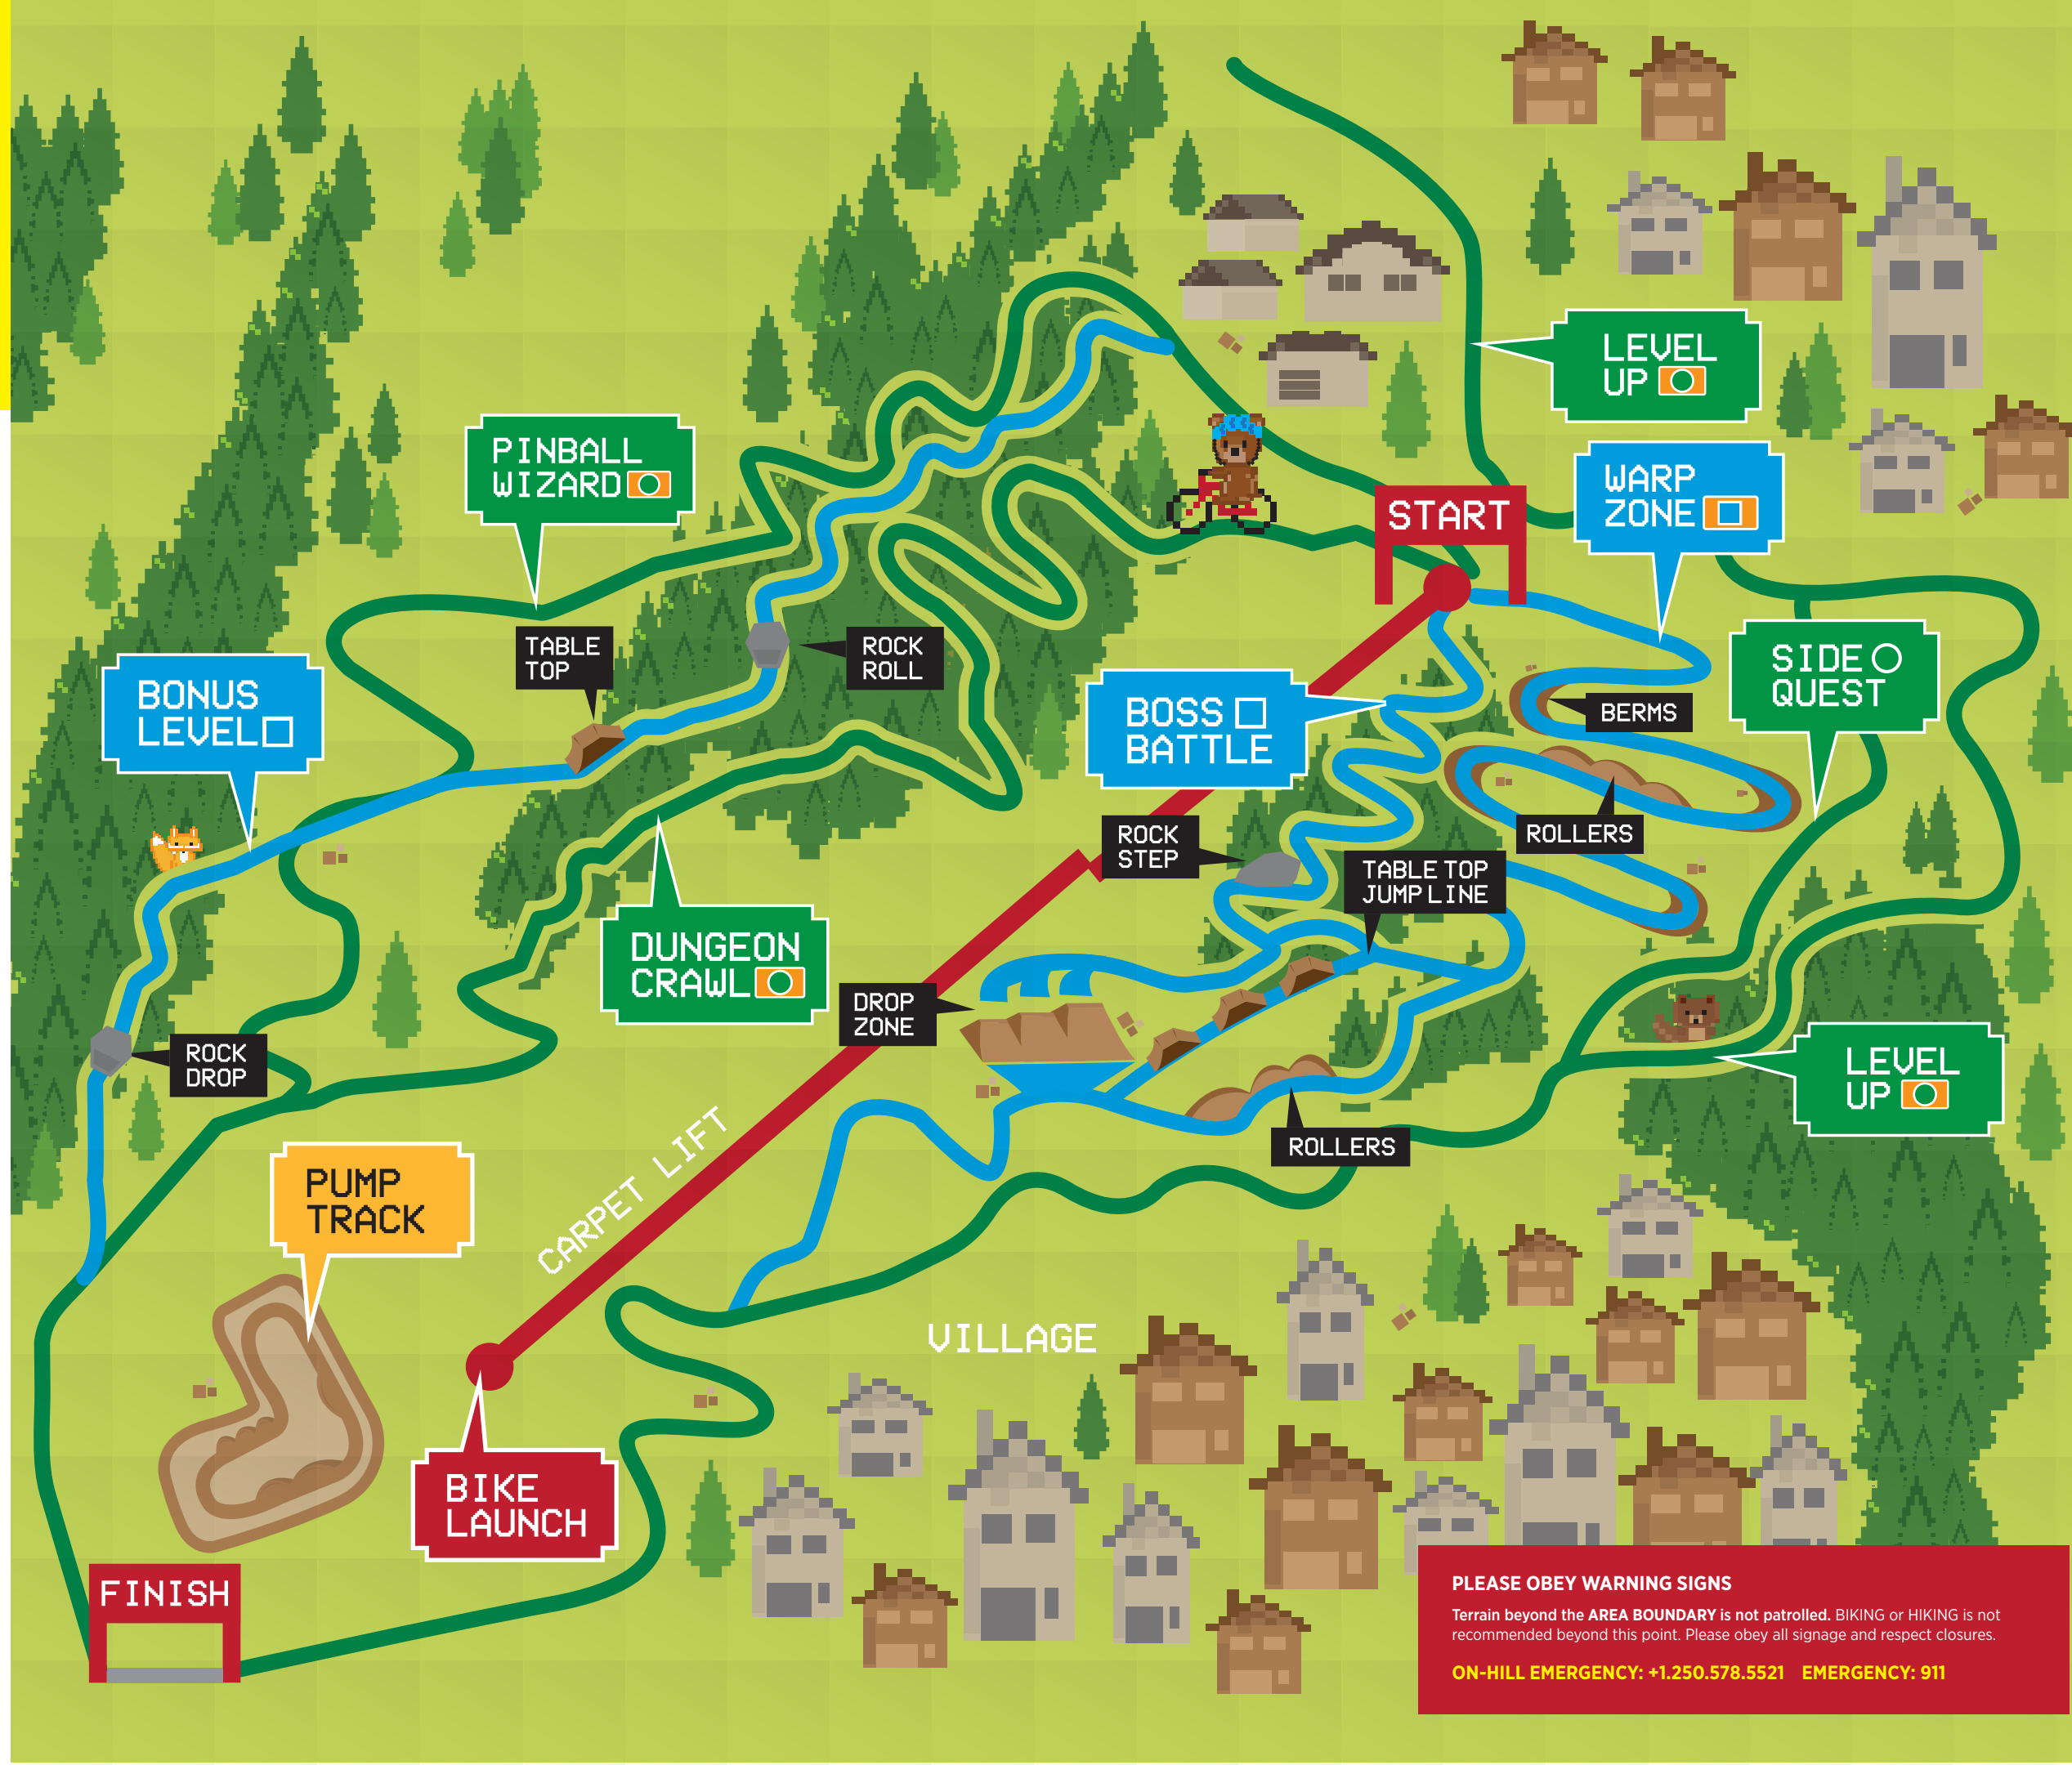 LEVEL
UP
PINBALL
WIZARD
WARP
ZONE
START
TABLE
TOP
ROCK
ROLL
SIDE
QUEST
BONUS
LEVEL
BOSS
BATTLE
BERMS
ROCK
STEP
ROLLERS
TABLE TOP
JUMP LINE
DUNGEON
CRAWL
DROP
ZONE
ROCK
DROP
LEVEL
UP
ROLLERS
PUMP
TRACK
CARPET LIFT
VILLAGE
BIKE
LAUNCH
FINISH
PLEASE OBEY WARNING SIGNS
Terrain beyond the AREA BOUNDARY is not patrolled. BIKING or HIKING is not
recommended beyond this point. Please obey all signage and respect closures.
ON-HILL EMERGENCY: +1.250.578.5521 EMERGENCY: 911